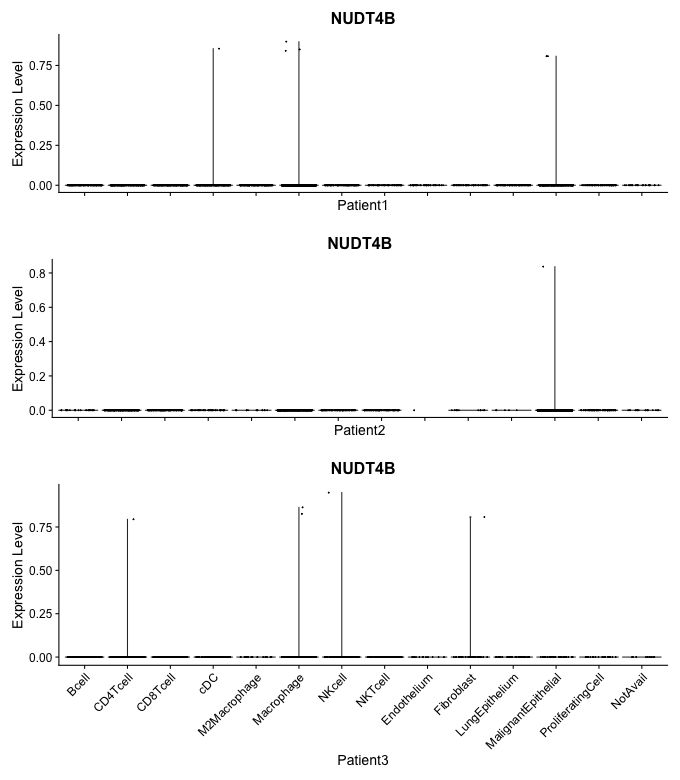 NUDT4B
Expression Level
0.75
0.50
0.25
0.00
Patient1
NUDT4B
Expression Level
0.8
0.6
0.4
0.2
0.0
Patient2
NUDT4B
Expression Level
0.75
0.50
0.25
0.00
Bcell
CD4Tcell
CD8Tcell
cDC
M2Macrophage
Macrophage
NKcell
NKTcell
Endothelium
Fibroblast
LungEpithelium
MalignantEpithelial
ProliferatingCell
NotAvail
Patient3